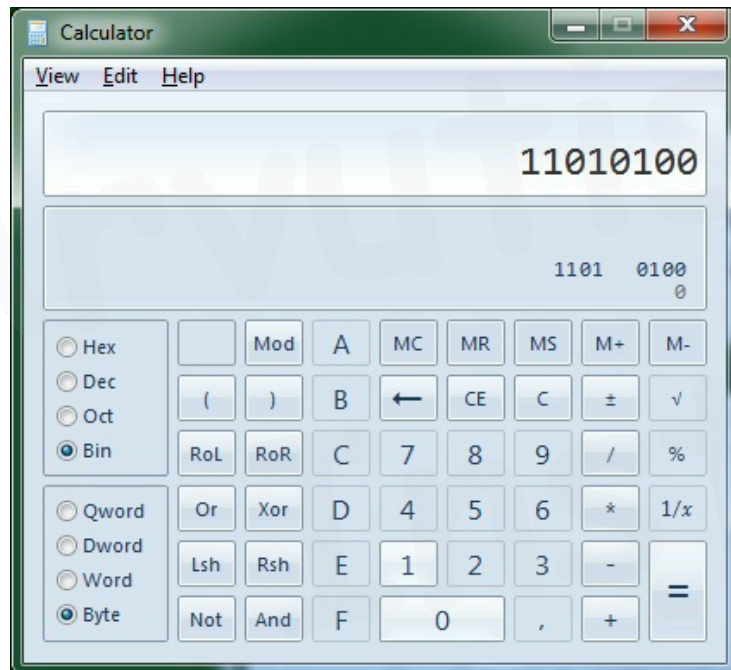 Calculator
View Edit Help
11010100
1101 0100
0
Hex Mod A MC MR MS M+ M-
Dec ( ) B ← CE C ± √
Oct
Bin RoL RoR C 7 8 9 / %
Qword Or Xor D 4 5 6 * 1/x
Dword
Word Lsh Rsh E 1 2 3 - =
Byte Not And F 0 , +